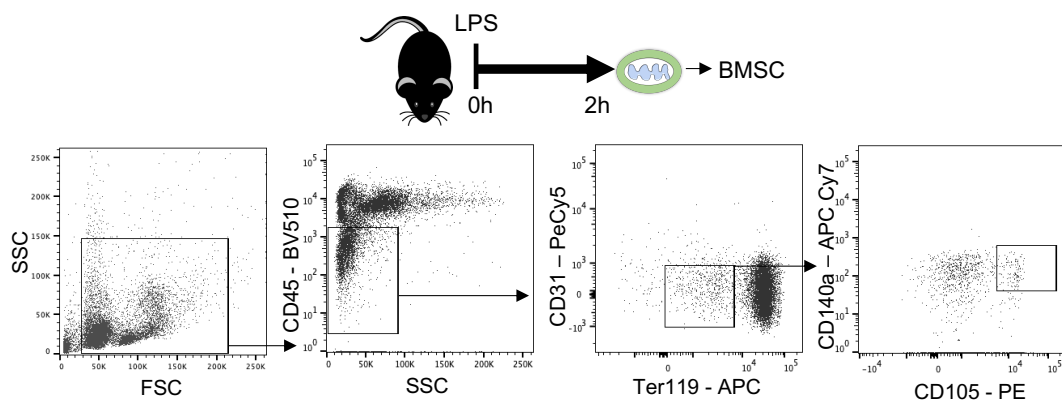 LPS
0h
2h
BMSC
SSC
250K
200K
150K
100K
50K
0
0 50K 100K 150K 200K 250K
FSC
CD45 - BV510
10^5
10^4
10^3
10^2
10^1
10^0
0 50K 100K 150K 200K 250K
SSC
CD31 – PeCy5
10^5
10^4
10^3
0
-10^3
0 10^4 10^5
Ter119 - APC
CD140a – APC Cy7
10^5
10^4
10^3
10^2
10^1
10^0
-10^4 0 10^4 10^5
CD105 - PE